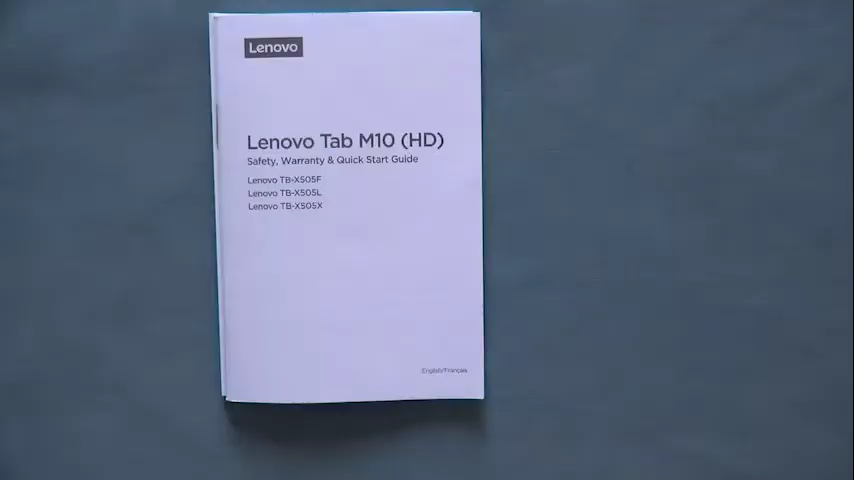 Lenovo
Lenovo Tab M10 (HD)
Safety, Warranty & Quick Start Guide
Lenovo TB-X505F
Lenovo TB-X505L
Lenovo TB-X505X
English/Français